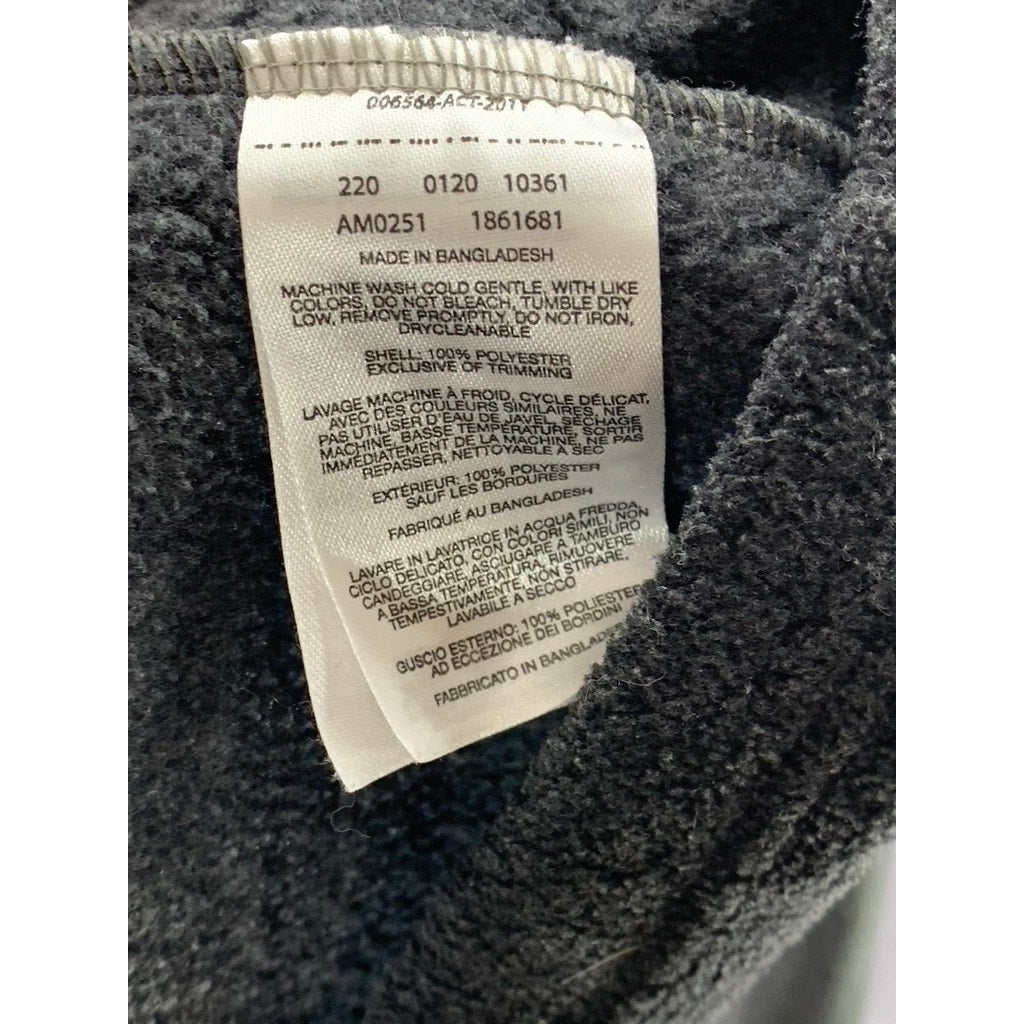 006564-ACT-2011
220 0120 10361
AM0251 1861681
MADE IN BANGLADESH
MACHINE WASH COLD GENTLE, WITH LIKE
COLORS, DO NOT BLEACH, TUMBLE DRY
LOW, REMOVE PROMPTLY, DO NOT IRON,
DRYCLEANABLE
SHELL: 100% POLYESTER
EXCLUSIVE OF TRIMMING
LAVAGE MACHINE À FROID, CYCLE DÉLICAT,
AVEC DES COULEURS SIMILAIRES, NE
PAS UTILISER D'EAU DE JAVEL, SÉCHAGE
MACHINE, BASSE TEMPÉRATURE, SORTIR
IMMÉDIATEMENT DE LA MACHINE, NE PAS
REPASSER, NETTOYABLE À SEC
EXTÉRIEUR: 100% POLYESTER
SAUF LES BORDURES
FABRIQUÉ AU BANGLADESH
LAVARE IN LAVATRICE IN ACQUA FREDDA,
CICLO DELICATO, CON COLORI SIMILI, NON
CANDEGGIARE, ASCIUGARE A TAMBURO
A BASSA TEMPERATURA, RIMUOVERE
TEMPESTIVAMENTE, NON STIRARE,
LAVABILE A SECCO
GUSCIO ESTERNO: 100% POLIESTER
AD ECCEZIONE DEI BORDINI
FABBRICATO IN